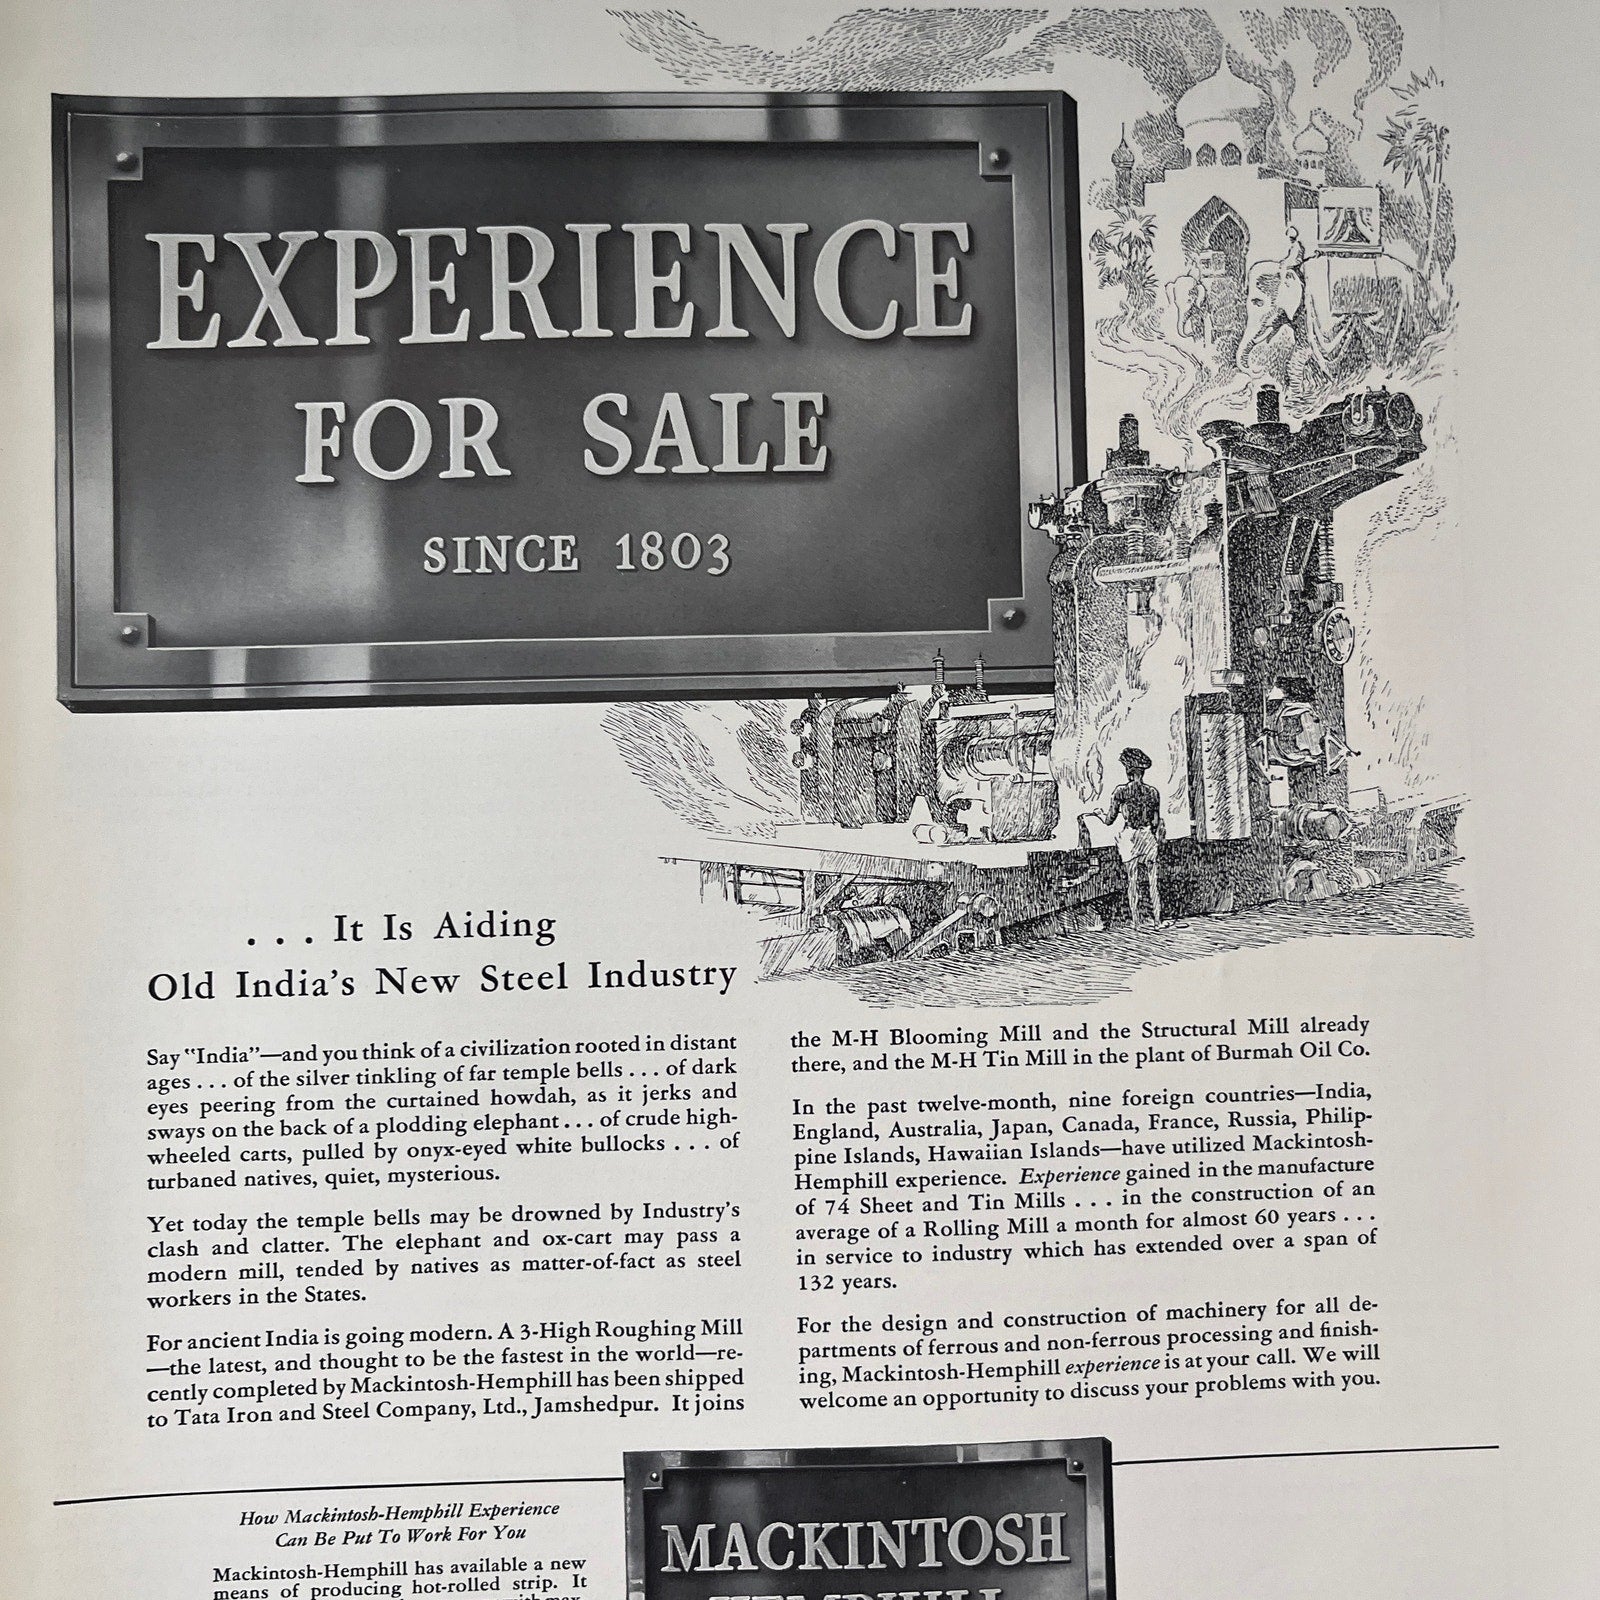 EXPERIENCE
FOR SALE
SINCE 1803
. . . It Is Aiding
Old India's New Steel Industry
Say "India"—and you think of a civilization rooted in distant
ages . . . of the silver tinkling of far temple bells . . . of dark
eyes peering from the curtained howdah, as it jerks and
sways on the back of a plodding elephant . . . of crude high-
wheeled carts, pulled by onyx-eyed white bullocks . . . of
turbaned natives, quiet, mysterious.
Yet today the temple bells may be drowned by Industry's
clash and clatter. The elephant and ox-cart may pass a
modern mill, tended by natives as matter-of-fact as steel
workers in the States.
For ancient India is going modern. A 3-High Roughing Mill
—the latest, and thought to be the fastest in the world—re-
cently completed by Mackintosh-Hemphill has been shipped
to Tata Iron and Steel Company, Ltd., Jamshedpur. It joins
the M-H Blooming Mill and the Structural Mill already
there, and the M-H Tin Mill in the plant of Burmah Oil Co.
In the past twelve-month, nine foreign countries—India,
England, Australia, Japan, Canada, France, Russia, Philip-
pine Islands, Hawaiian Islands—have utilized Mackintosh-
Hemphill experience. Experience gained in the manufacture
of 74 Sheet and Tin Mills . . . in the construction of an
average of a Rolling Mill a month for almost 60 years . . .
in service to industry which has extended over a span of
132 years.
For the design and construction of machinery for all de-
partments of ferrous and non-ferrous processing and finish-
ing, Mackintosh-Hemphill experience is at your call. We will
welcome an opportunity to discuss your problems with you.
How Mackintosh-Hemphill Experience
Can Be Put To Work For You
Mackintosh-Hemphill has available a new
means of producing hot-rolled strip. It
MACKINTOSH